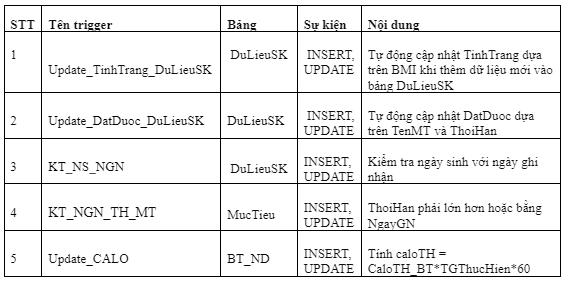 STT Tên trigger Bảng Sự kiện Nội dung
1 Update_TinhTrang_DuLieuSK DuLieuSK INSERT, UPDATE Tự động cập nhật TinhTrang dựa
trên BMI khi thêm dữ liệu mới vào
bảng DuLieuSK
2 Update_DatDuoc_DuLieuSK DuLieuSK INSERT, UPDATE Tự động cập nhật DatDuoc dựa
trên TenMT và ThoiHan
3 KT_NS_NGN DuLieuSK INSERT, UPDATE Kiểm tra ngày sinh với ngày ghi
nhận
4 KT_NGN_TH_MT MucTieu INSERT, UPDATE ThoiHan phải lớn hơn hoặc bằng
NgayGN
5 Update_CALO BT_ND INSERT, UPDATE Tính caloTH =
CaloTH_BT*TGThucHien*60